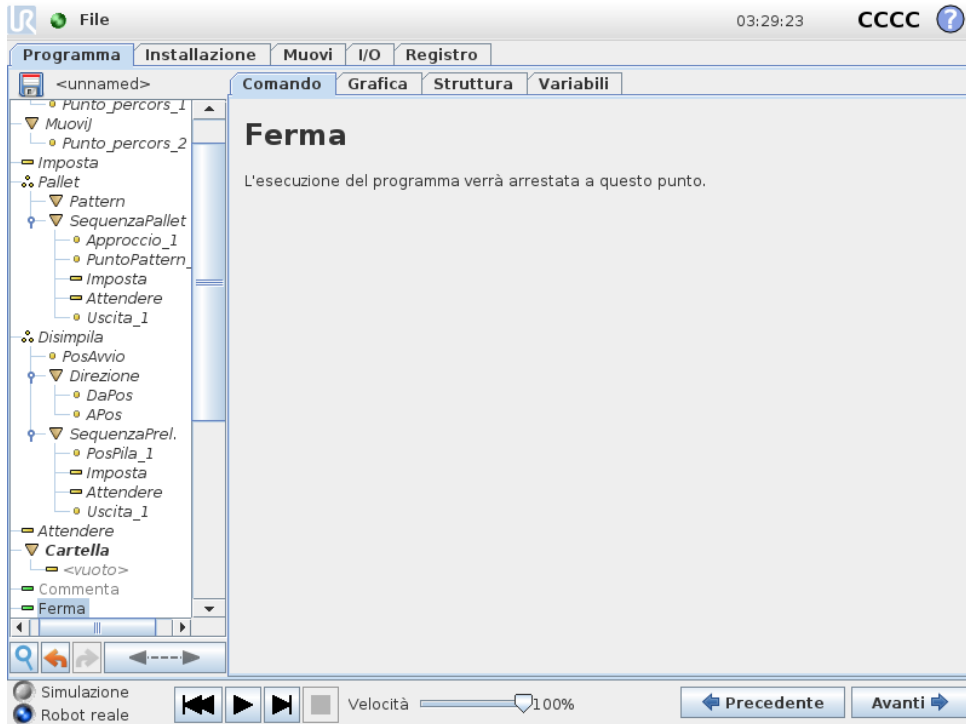 File
03:29:23
CCCC
?
Programma Installazione Muovi I/O Registro
<unnamed>
Comando Grafica Struttura Variabili
Punto_percors_1
MuoviJ
Punto_percors_2
Imposta
Pallet
Pattern
SequenzaPallet
Approccio_1
PuntoPattern_
Imposta
Attendere
Uscita_1
Disimpila
PosAvvio
Direzione
DaPos
APos
SequenzaPrel.
PosPila_1
Imposta
Attendere
Uscita_1
Attendere
Cartella
<vuoto>
Commenta
Ferma
Ferma
L'esecuzione del programma verrà arrestata a questo punto.
Simulazione
Robot reale
Velocità 100%
Precedente
Avanti